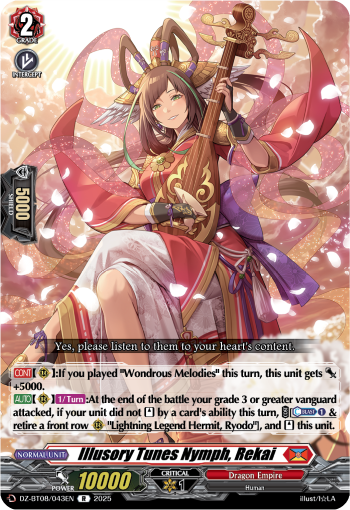 2
GRADE
INTERCEPT
5000
SHIELD
Yes, please listen to them to your heart's content.
CONT【】:If you played "Wondrous Melodies" this turn, this unit gets
+5000.
AUTO【】1/Turn:At the end of the battle your grade 3 or greater vanguard
attacked, if your unit did not by a card's ability this turn, BLAST 1 &
retire a front row "Lightning Legend Hermit, Ryodo"], and this unit.
NORMAL UNIT
Illusory Tunes Nymph, Rekai
POWER
10000
CRITICAL
1
Dragon Empire
Human
DZ-BT08/043EN R 2025
illust/I☆LA